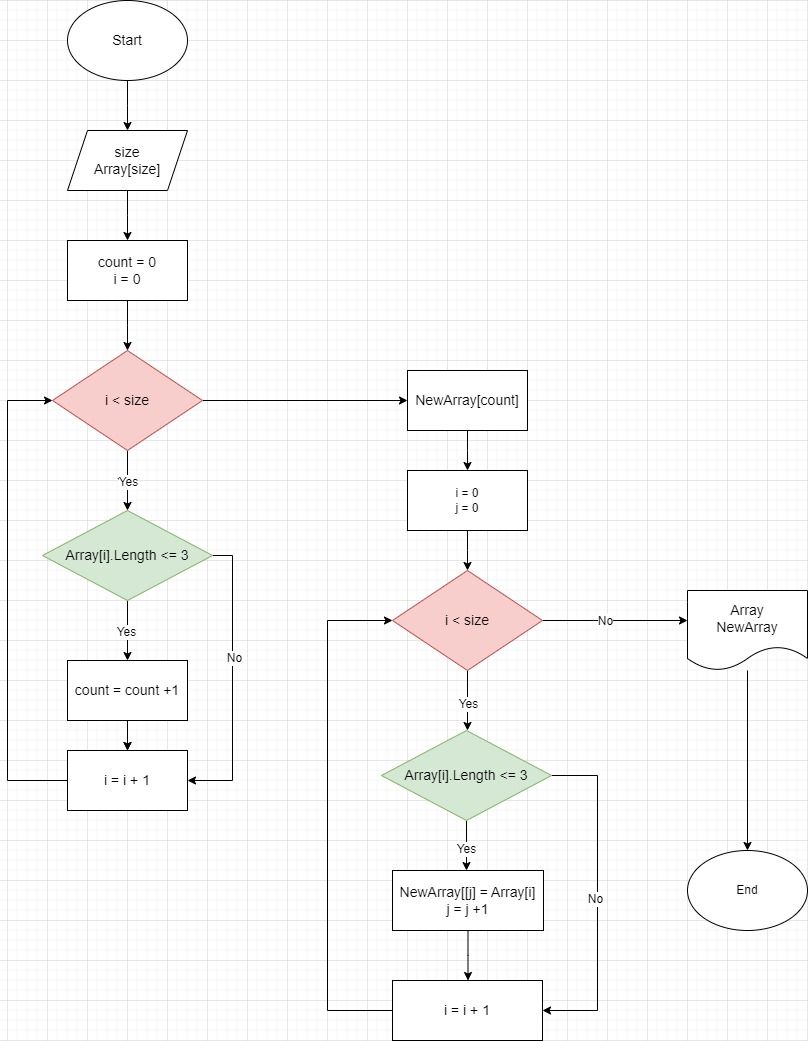 Start
size
Array[size]
count = 0
i = 0
i < size
Yes
Array[i].Length <= 3
Yes
No
count = count +1
i = i + 1
NewArray[count]
i = 0
j = 0
i < size
No
Array
NewArray
Yes
Array[i].Length <= 3
Yes
NewArray[[j] = Array[i]
j = j +1
No
i = i + 1
End